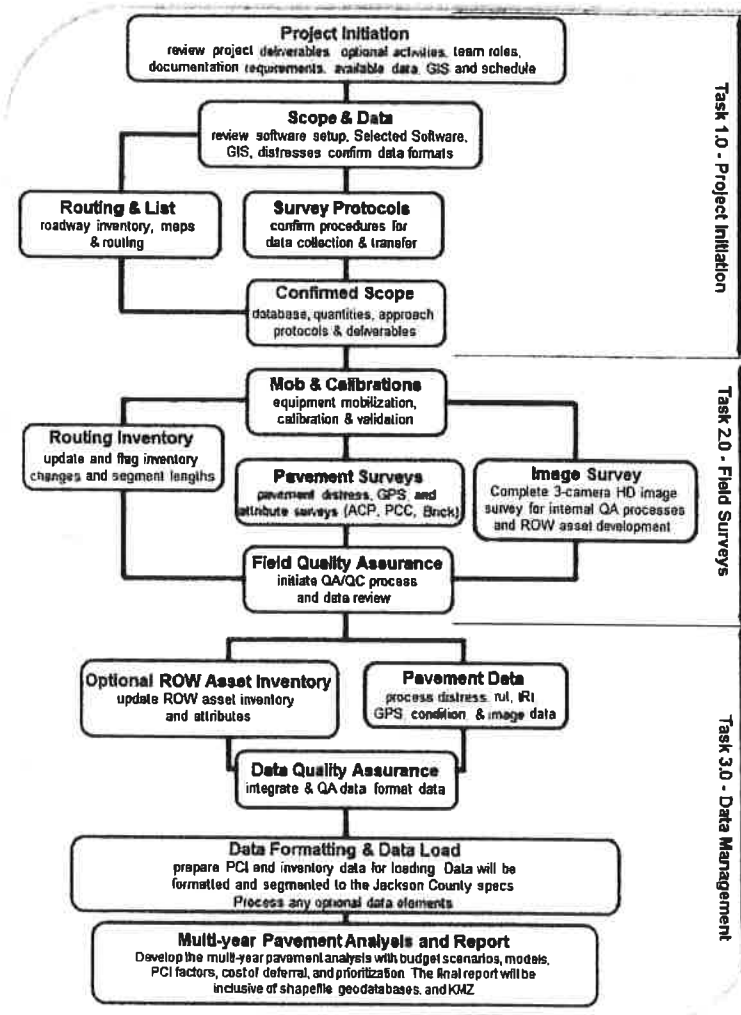 Project Initiation
review project deliverables, optional activities, team roles,
documentation requirements, available data, GIS and schedule
Scope & Data
review software setup, Selected Software,
GIS, distresses confirm data formats
Routing & List
roadway inventory, maps
& routing
Survey Protocols
confirm procedures for
data collection & transfer
Confirmed Scope
database, quantities, approach
protocols & deliverables
Task 1.0 - Project Initiation
Mob & Calibrations
equipment mobilization,
calibration & validation
Routing Inventory
update and flag inventory
changes and segment lengths
Pavement Surveys
pavement distress, GPS, and
attribute surveys (ACP, PCC, Brick)
Image Survey
Complete 3-camera HD image
survey for internal QA processes
and ROW asset development
Field Quality Assurance
initiate QA/QC process
and data review
Task 2.0 - Field Surveys
Optional ROW Asset Inventory
update ROW asset inventory
and attributes
Pavement Data
process distress, rut, IRI
GPS, condition, & image data
Data Quality Assurance
integrate & QA data format data
Data Formatting & Data Load
prepare PCI and inventory data for loading Data will be
formatted and segmented to the Jackson County specs
Process any optional data elements
Multi-year Pavement Analysis and Report
Develop the multi-year pavement analysis with budget scenarios, models,
PCI factors, cost of deferral, and prioritization The final report will be
inclusive of shapefile geodatabases, and KMZ
Task 3.0 - Data Management